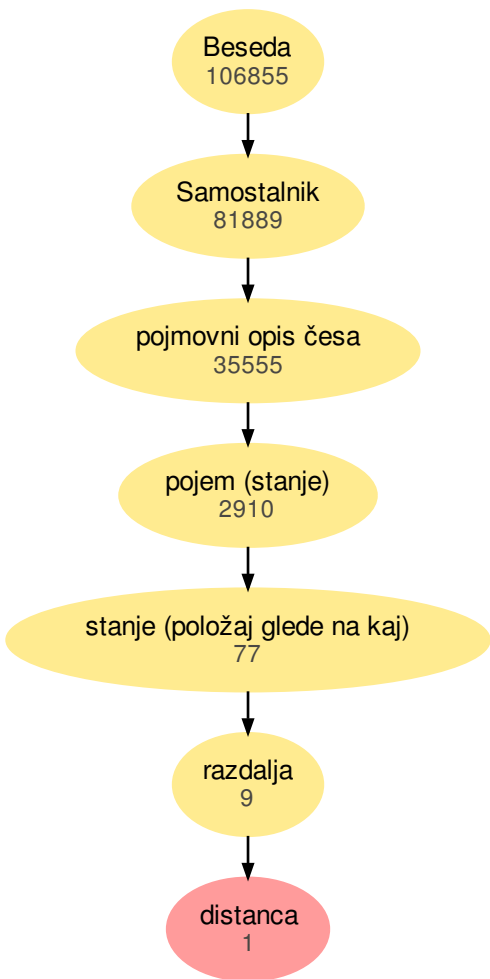 Beseda
106855
Samostalnik
81889
pojmovni opis česa
35555
pojem (stanje)
2910
stanje (položaj glede na kaj)
77
razdalja
9
distanca
1